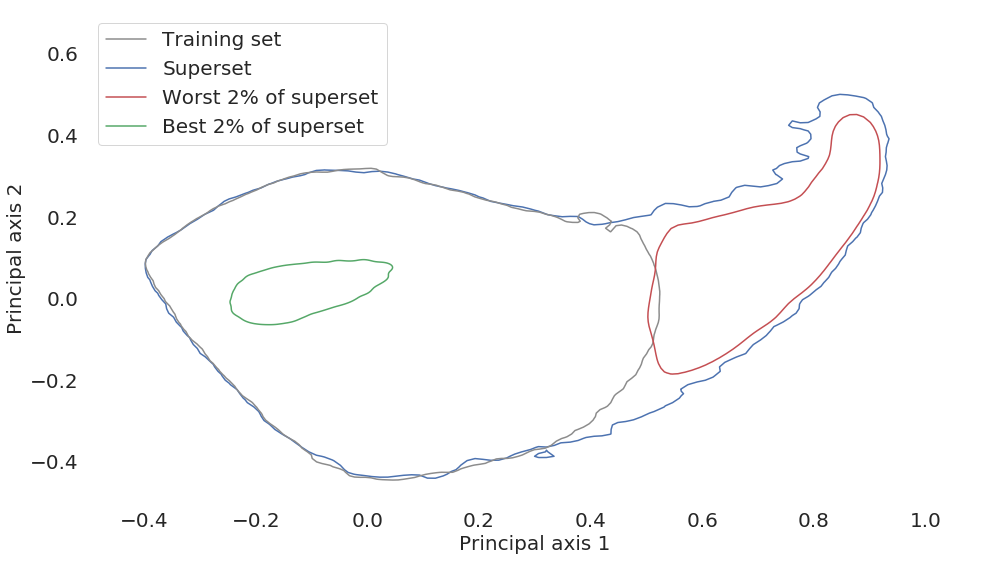 Training set
Superset
Worst 2% of superset
Best 2% of superset
Principal axis 2
0.6
0.4
0.2
0.0
−0.2
−0.4
−0.4 −0.2 0.0 0.2 0.4 0.6 0.8 1.0
Principal axis 1